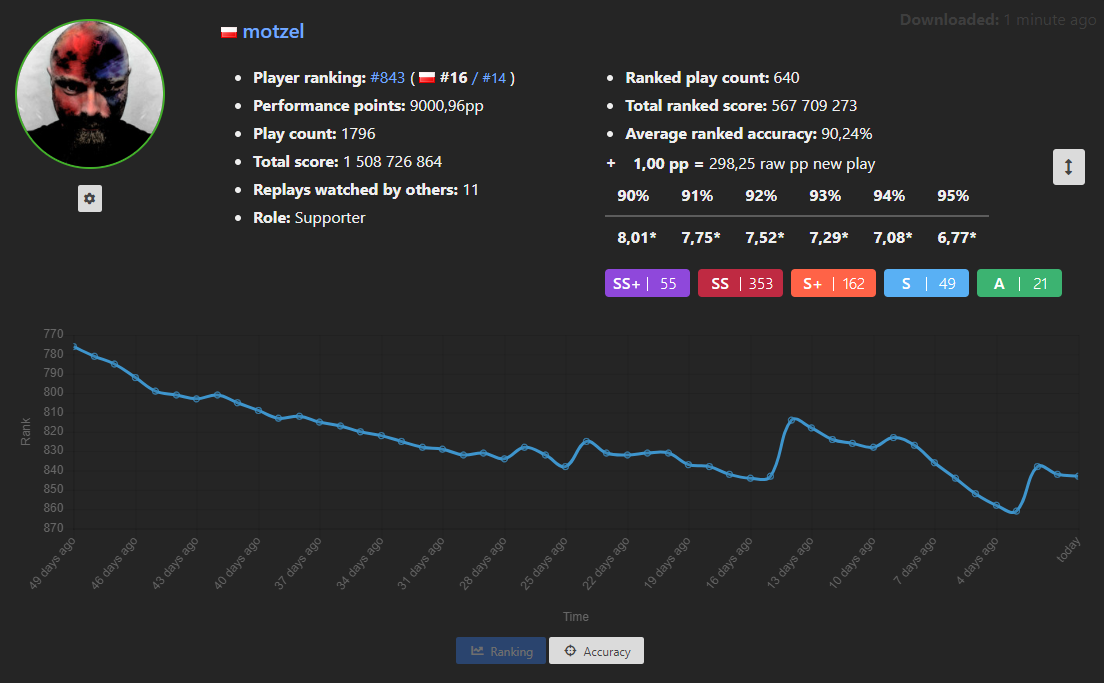 Downloaded: 1 minute ago
motzel
Player ranking: #843 ( #16 / #14 )
Performance points: 9000,96pp
Play count: 1796
Total score: 1 508 726 864
Replays watched by others: 11
Role: Supporter
Ranked play count: 640
Total ranked score: 567 709 273
Average ranked accuracy: 90,24%
+ 1,00 pp = 298,25 raw pp new play
90% 91% 92% 93% 94% 95%
8,01* 7,75* 7,52* 7,29* 7,08* 6,77*
SS+ | 55 SS | 353 S+ | 162 S | 49 A | 21
Rank
770
780
790
800
810
820
830
840
850
860
870
49 days ago 46 days ago 43 days ago 40 days ago 37 days ago 34 days ago 31 days ago 28 days ago 25 days ago 22 days ago 19 days ago 16 days ago 13 days ago 10 days ago 7 days ago 4 days ago today
Time
Ranking Accuracy